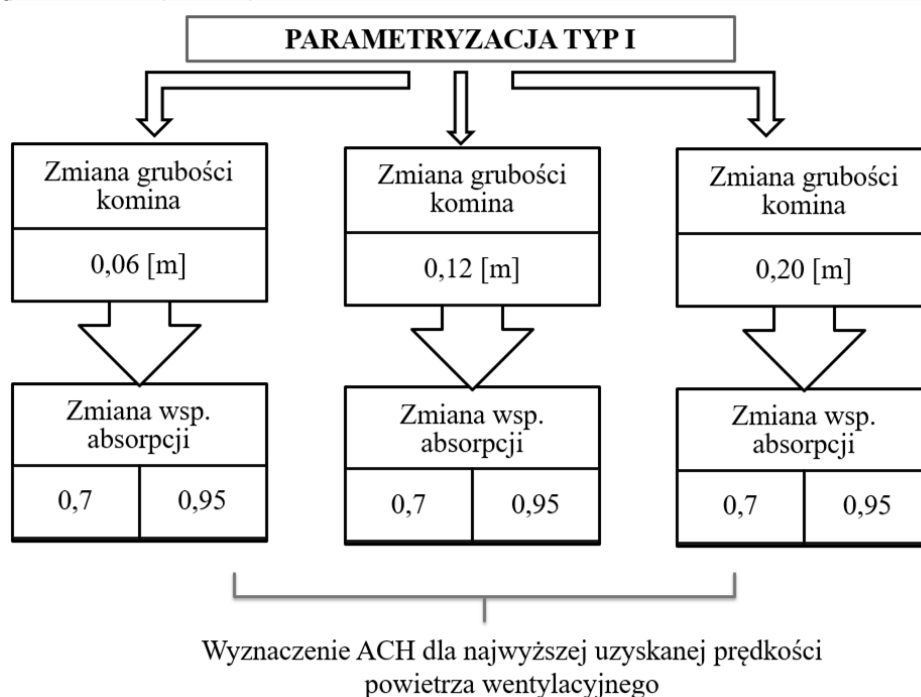 PARAMETRYZACJA TYP I
Zmiana grubości
komina
0,06 [m]
Zmiana wsp.
absorpcji
0,7
0,95
Zmiana grubości
komina
0,12 [m]
Zmiana wsp.
absorpcji
0,7
0,95
Zmiana grubości
komina
0,20 [m]
Zmiana wsp.
absorpcji
0,7
0,95
Wyznaczenie ACH dla najwyższej uzyskanej prędkości
powietrza wentylacyjnego